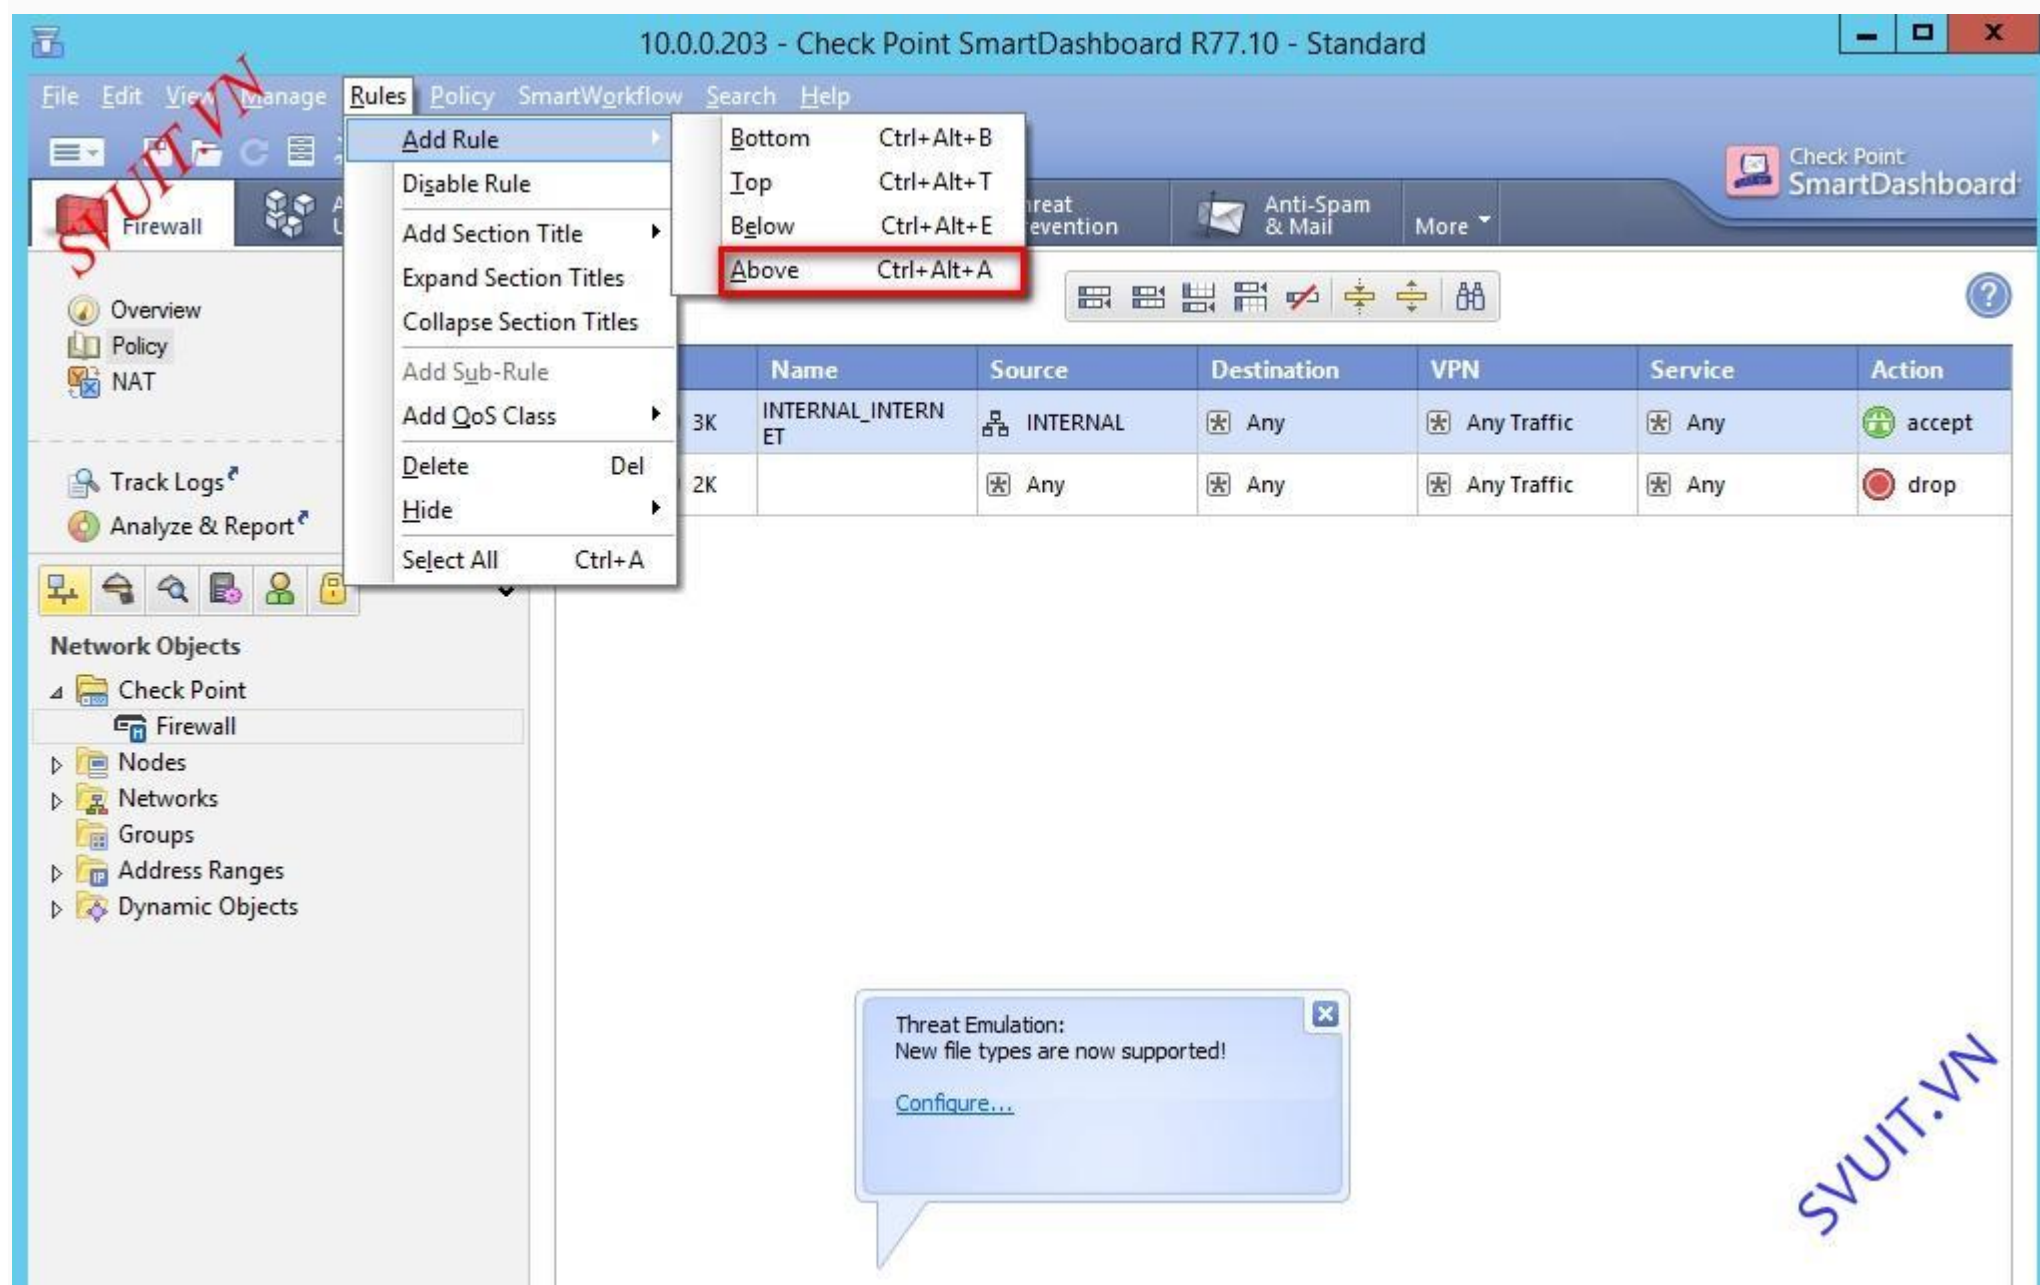 10.0.0.203 - Check Point SmartDashboard R77.10 - Standard
File Edit View Manage Rules Policy SmartWorkflow Search Help
Add Rule
Disable Rule
Add Section Title
Expand Section Titles
Collapse Section Titles
Add Sub-Rule
Add QoS Class
Delete Del
Hide
Select All Ctrl+A
Bottom Ctrl+Alt+B
Top Ctrl+Alt+T
Below Ctrl+Alt+E
Above Ctrl+Alt+A
Check Point
SmartDashboard
Firewall
Anti-Spam
& Mail
More
SVUIT.VN
Overview
Policy
NAT
Track Logs
Analyze & Report
Name Source Destination VPN Service Action
3K INTERNAL_INTERN
ET INTERNAL Any Any Traffic Any accept
2K Any Any Any Traffic Any drop
Network Objects
Check Point
Firewall
Nodes
Networks
Groups
Address Ranges
Dynamic Objects
Threat Emulation:
New file types are now supported!
Configure...
SVUIT.VN